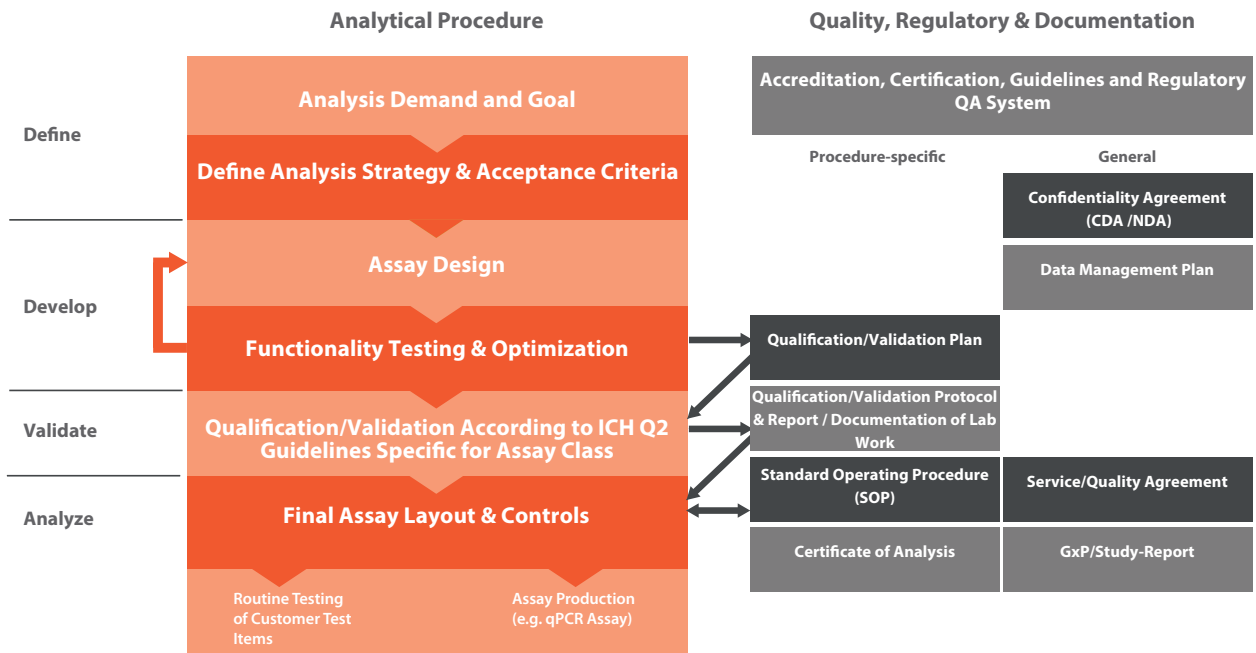 Analytical Procedure
Quality, Regulatory & Documentation
Define
Analysis Demand and Goal
Define Analysis Strategy & Acceptance Criteria
Accreditation, Certification, Guidelines and Regulatory
QA System
Procedure-specific
General
Confidentiality Agreement
(CDA /NDA)
Data Management Plan
Develop
Assay Design
Functionality Testing & Optimization
Qualification/Validation Plan
Validate
Qualification/Validation According to ICH Q2
Guidelines Specific for Assay Class
Qualification/Validation Protocol
& Report / Documentation of Lab
Work
Analyze
Final Assay Layout & Controls
Standard Operating Procedure
(SOP)
Service/Quality Agreement
Certificate of Analysis
GxP/Study-Report
Routine Testing
of Customer Test
Items
Assay Production
(e.g. qPCR Assay)